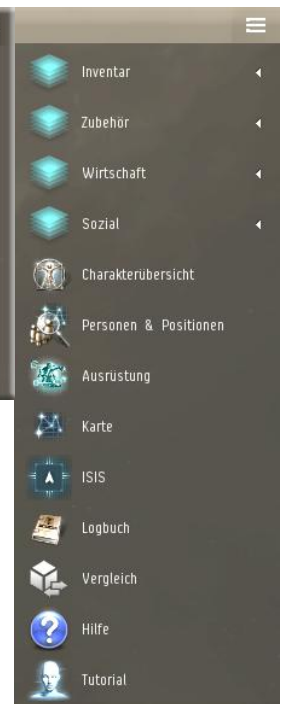 Inventar
Zubehör
Wirtschaft
Sozial
Charakterübersicht
Personen & Positionen
Ausrüstung
Karte
ISIS
Logbuch
Vergleich
Hilfe
Tutorial